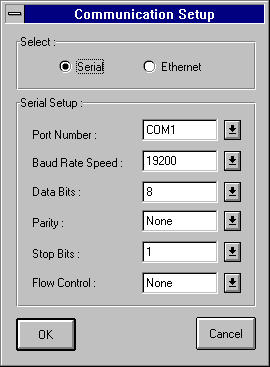 Communication Setup
Select :
Serial
Ethernet
Serial Setup :
Port Number : COM1
Baud Rate Speed : 19200
Data Bits : 8
Parity : None
Stop Bits : 1
Flow Control : None
OK
Cancel